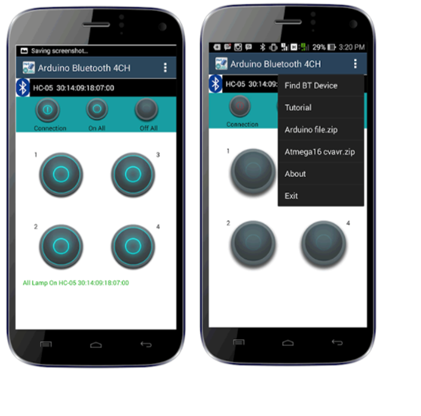 Saving screenshot...
Arduino Bluetooth 4CH
HC-05 30:14:09:18:07:00
Connection
On All
Off All
1
3
2
4
All Lamp On HC-05 30:14:09:18:07:00
29%
3:20 PM
Arduino Bluetooth 4CH
HC-05 30:14:09:
Connection
Find BT Device
Tutorial
Arduino file.zip
Atmega16 cvavr.zip
About
Exit
1
2
4